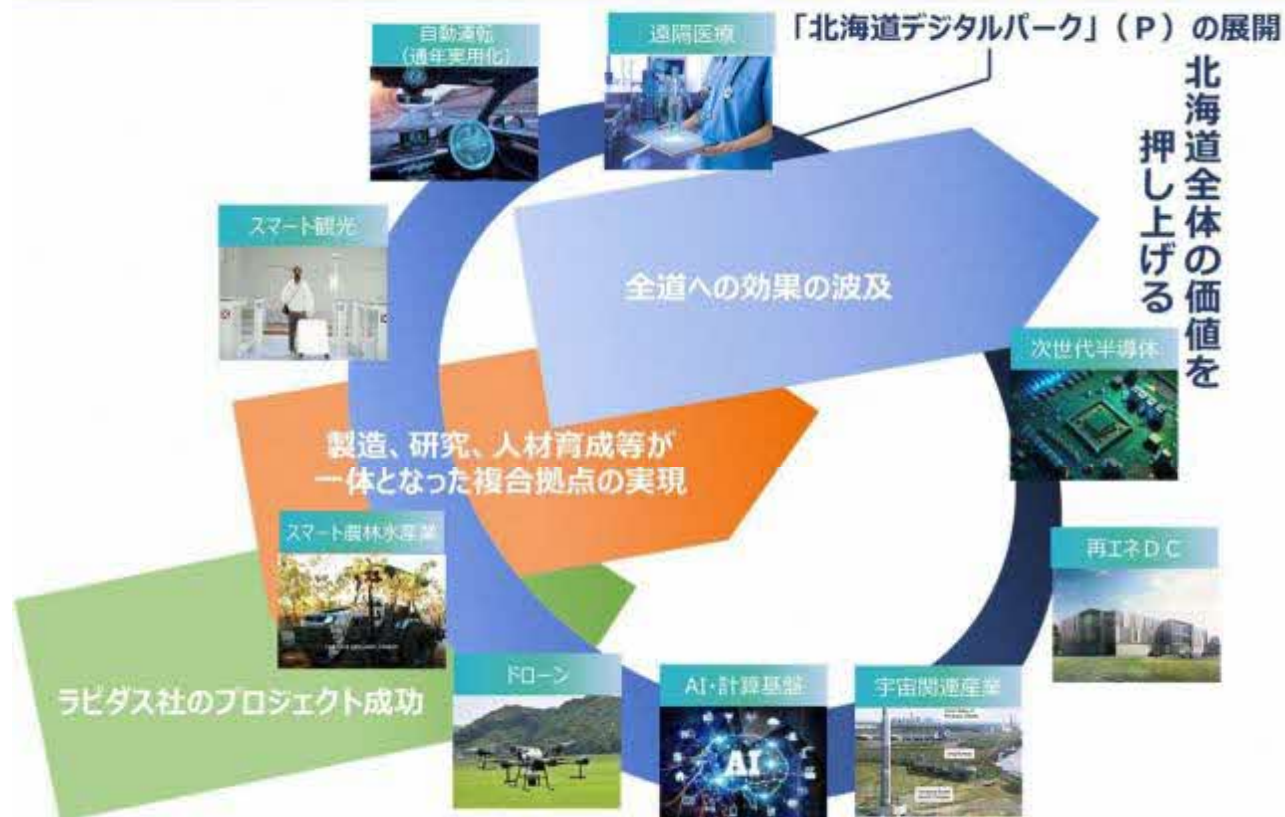 「北海道デジタルパーク」(P)の展開
北海道全体の価値を
押し上げる
自動運転
(通年実用化)
遠隔医療
スマート観光
全道への効果の波及
次世代半導体
製造、研究、人材育成等が
一体となった複合拠点の実現
スマート農林水産業
再エネDC
ラピダス社のプロジェクト成功
ドローン
AI・計算基盤
宇宙関連産業
AI